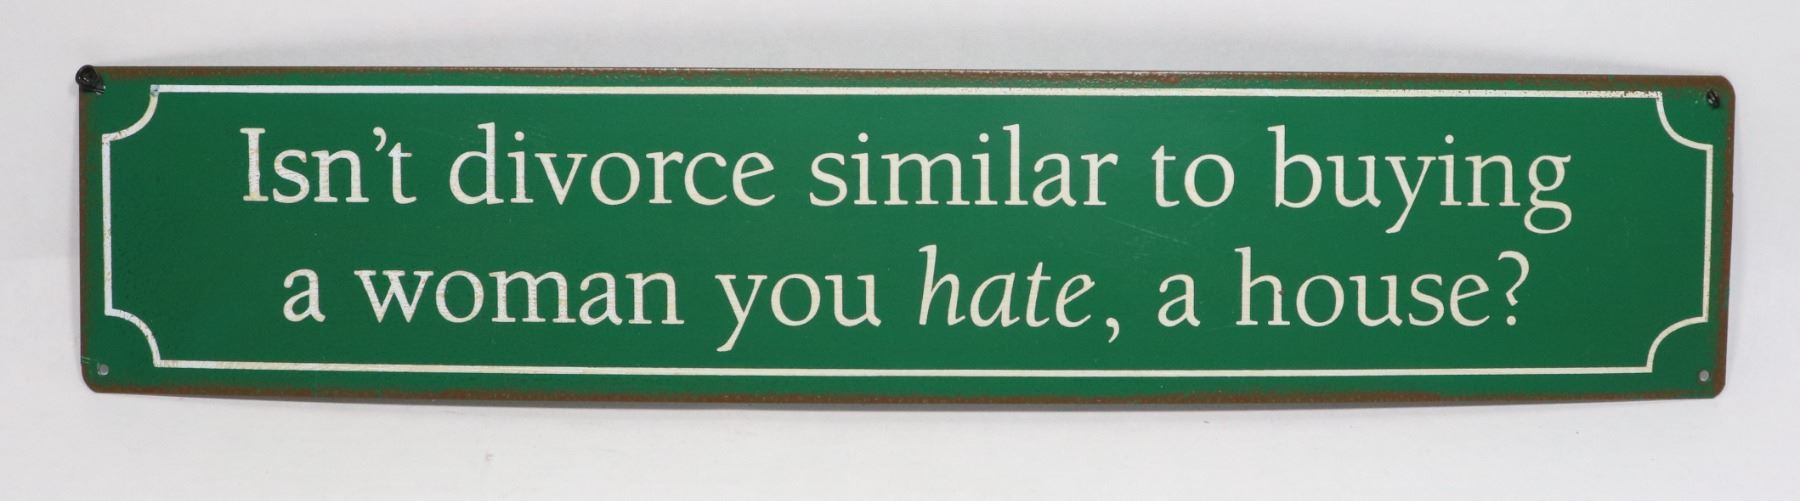 Isn't divorce similar to buying
a woman you hate, a house?